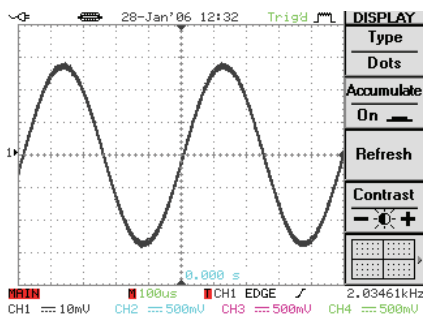 28-Jan'06 12:32 Trig'd DISPLAY
Type
Dots
Accumulate
On
Refresh
Contrast
1
0.000 s
MAIN M 100us T CH1 EDGE 2.03461kHz
CH1 10mV CH2 500mV CH3 500mV CH4 500mV